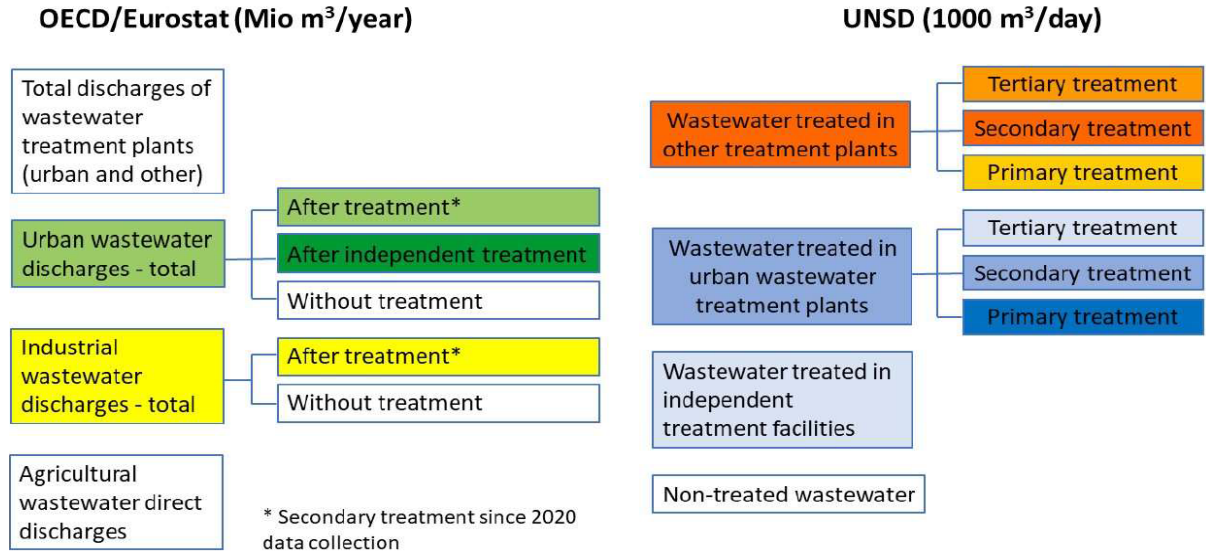 OECD/Eurostat (Mio m³/year)
Total discharges of
wastewater
treatment plants
(urban and other)
Urban wastewater
discharges - total
After treatment*
After independent treatment
Without treatment
Industrial
wastewater
discharges - total
After treatment*
Without treatment
Agricultural
wastewater direct
discharges
* Secondary treatment since 2020
data collection
UNSD (1000 m³/day)
Wastewater treated in
other treatment plants
Tertiary treatment
Secondary treatment
Primary treatment
Wastewater treated in
urban wastewater
treatment plants
Tertiary treatment
Secondary treatment
Primary treatment
Wastewater treated in
independent
treatment facilities
Non-treated wastewater